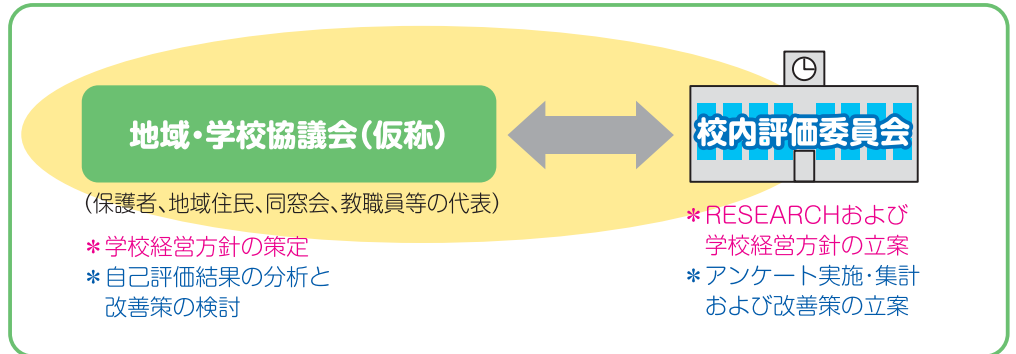 地域・学校協議会（仮称）
（保護者、地域住民、同窓会、教職員等の代表）
＊学校経営方針の策定
＊自己評価結果の分析と
改善策の検討
校内評価委員会
＊RESEARCHおよび
学校経営方針の立案
＊アンケート実施・集計
および改善策の立案